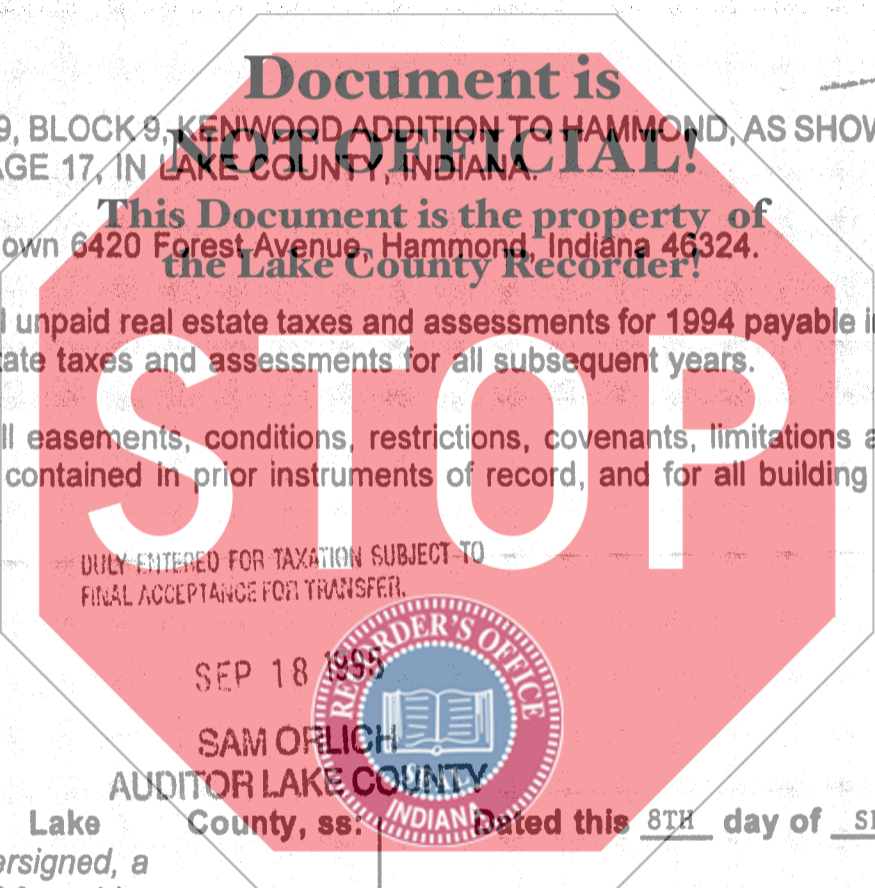 Document is
9, BLOCK 9, KENWOOD ADDITION TO HAMMOND, AS SHOW
NOT OFFICIAL!
AGE 17, IN LAKE COUNTY, INDIANA.
This Document is the property of
own 6420 Forest Avenue, Hammond, Indiana 46324.
the Lake County Recorder!
unpaid real estate taxes and assessments for 1994 payable i
ate taxes and assessments for all subsequent years.
STOP
ll easements, conditions, restrictions, covenants, limitations a
contained in prior instruments of record, and for all building
DULY ENTERED FOR TAXATION SUBJECT TO
FINAL ACCEPTANCE FOR TRANSFER.
SEP 18 1995
RECORDER'S OFFICE
SAM ORLICH
AUDITOR LAKE COUNTY
INDIANA
Lake County, ss: Dated this 8TH day of S
ersigned, a